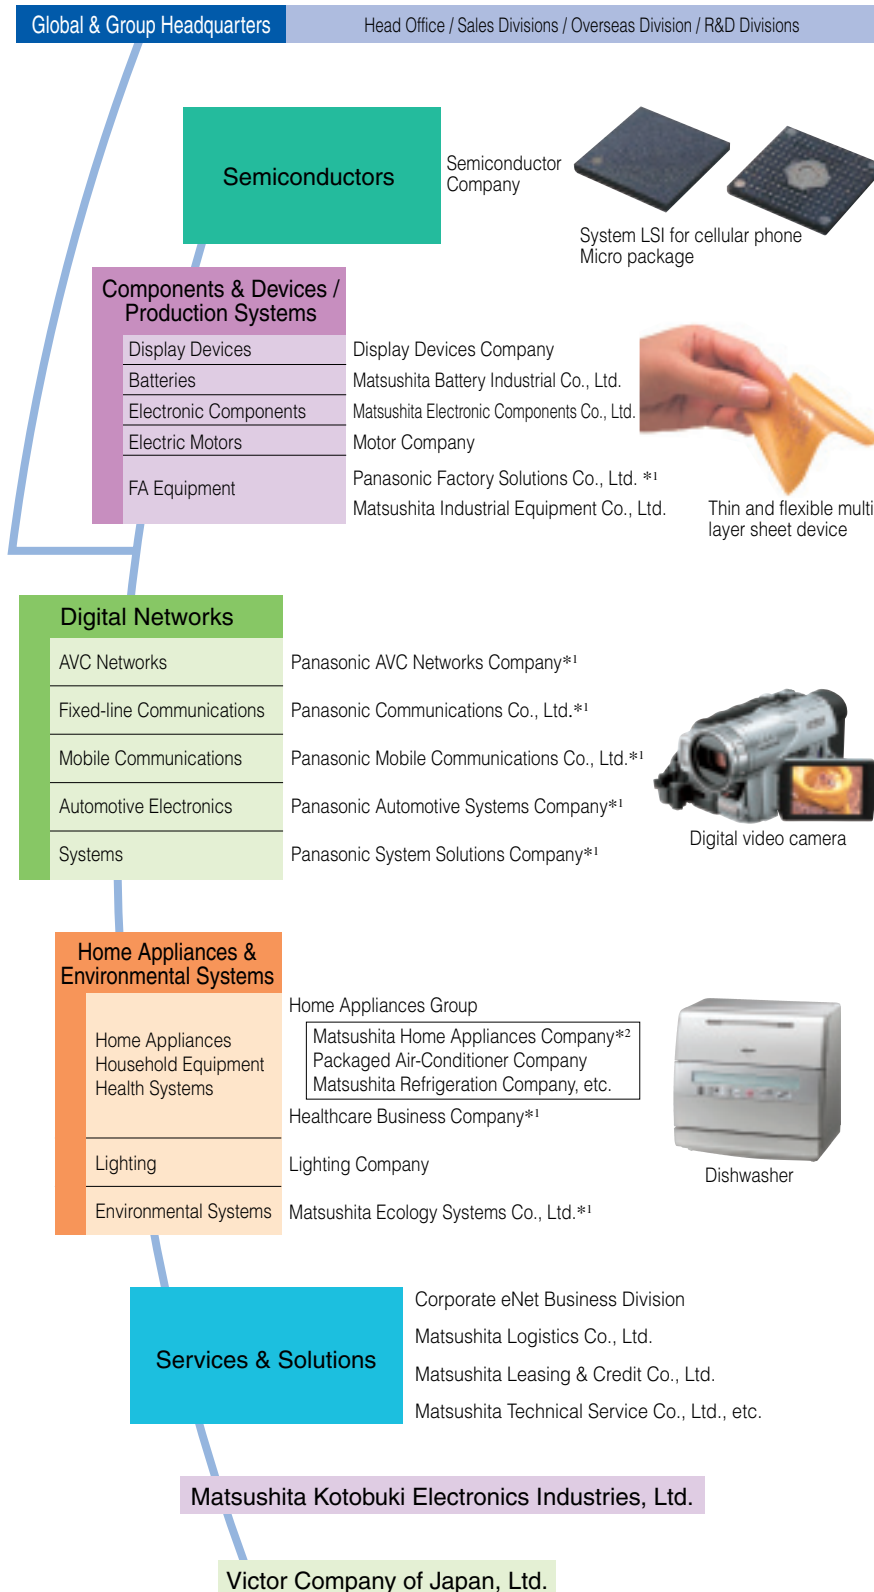 Global & Group Headquarters
Head Office / Sales Divisions / Overseas Division / R&D Divisions
Semiconductors
Semiconductor
Company
System LSI for cellular phone
Micro package
Components & Devices /
Production Systems
Display Devices
Display Devices Company
Batteries
Matsushita Battery Industrial Co., Ltd.
Electronic Components
Matsushita Electronic Components Co., Ltd.
Electric Motors
Motor Company
FA Equipment
Panasonic Factory Solutions Co., Ltd. *1
Matsushita Industrial Equipment Co., Ltd.
Thin and flexible multi
layer sheet device
Digital Networks
AVC Networks
Panasonic AVC Networks Company*1
Fixed-line Communications
Panasonic Communications Co., Ltd.*1
Mobile Communications
Panasonic Mobile Communications Co., Ltd.*1
Automotive Electronics
Panasonic Automotive Systems Company*1
Systems
Panasonic System Solutions Company*1
Digital video camera
Home Appliances &
Environmental Systems
Home Appliances
Household Equipment
Health Systems
Home Appliances Group
Matsushita Home Appliances Company*2
Packaged Air-Conditioner Company
Matsushita Refrigeration Company, etc.
Healthcare Business Company*1
Lighting
Lighting Company
Environmental Systems
Matsushita Ecology Systems Co., Ltd.*1
Dishwasher
Services & Solutions
Corporate eNet Business Division
Matsushita Logistics Co., Ltd.
Matsushita Leasing & Credit Co., Ltd.
Matsushita Technical Service Co., Ltd., etc.
Matsushita Kotobuki Electronics Industries, Ltd.
Victor Company of Japan, Ltd.